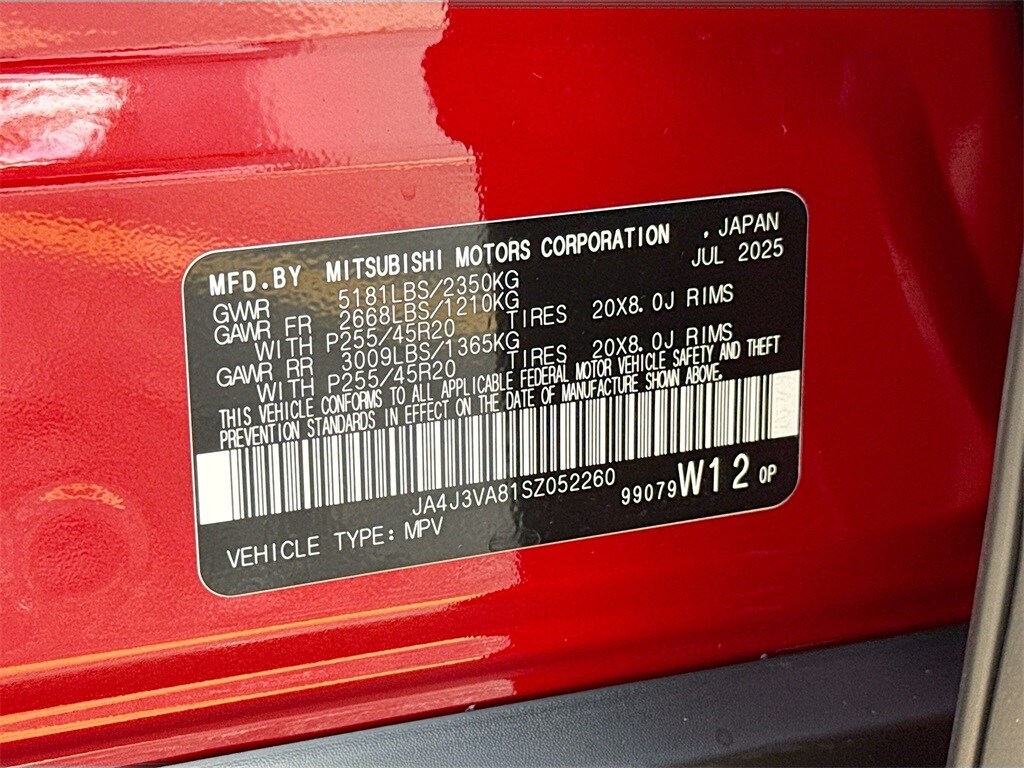 MFD.BY MITSUBISHI MOTORS CORPORATION , JAPAN
JUL 2025
GVWR 5181LBS/2350KG
GAWR FR 2668LBS/1210KG
WITH P255/45R20 TIRES 20X8.0J RIMS
GAWR RR 3009LBS/1365KG
WITH P255/45R20 TIRES 20X8.0J RIMS
THIS VEHICLE CONFORMS TO ALL APPLICABLE FEDERAL MOTOR VEHICLE SAFETY AND THEFT
PREVENTION STANDARDS IN EFFECT ON THE DATE OF MANUFACTURE SHOWN ABOVE.
JA4J3VA81SZ052260
99079 W12 OP
VEHICLE TYPE: MPV